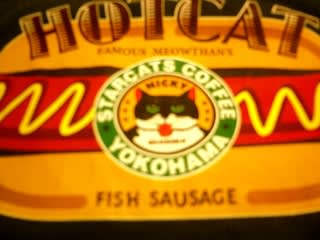 HOTCAT
FAMOUS MEOWTHAN'S
STARCATS COFFEE
NICKY
YOKOHAMA
FISH SAUSAGE